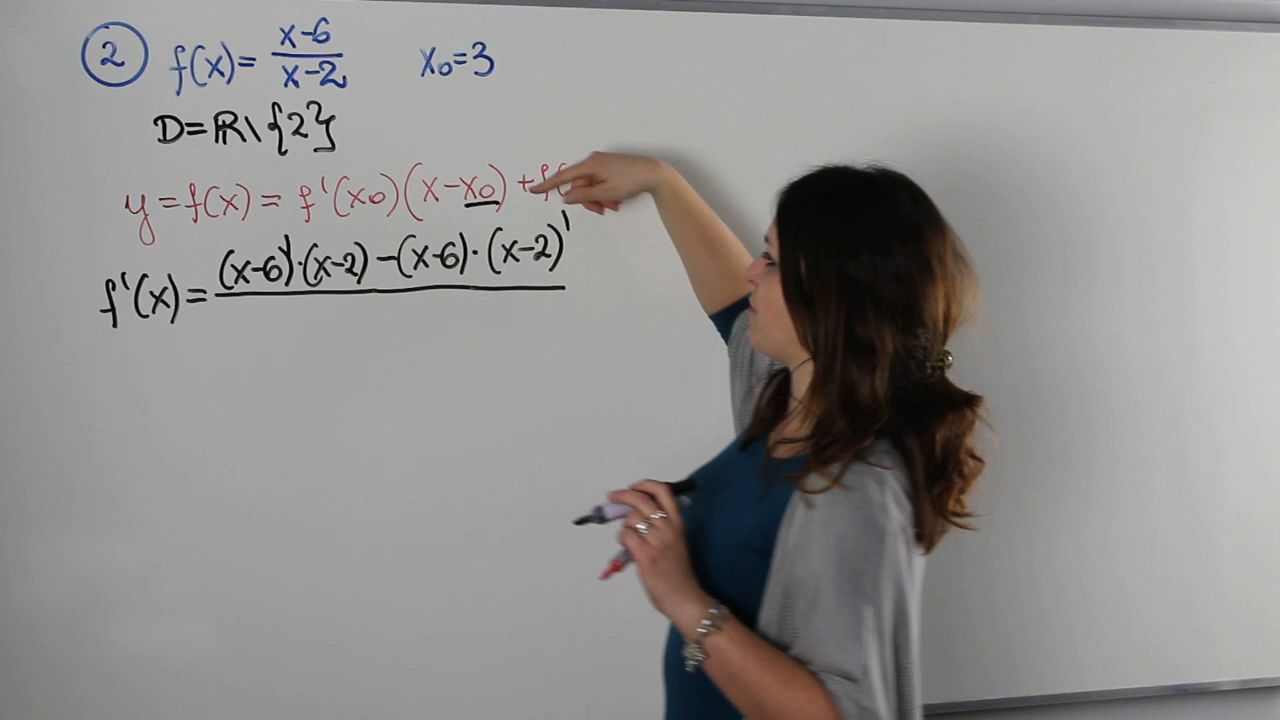 ② f(x)= x-6/x-2 x₀=3
D=ℝ\{2}
y=f(x)=f'(x₀)(x-x₀)+f(
f'(x)= (x-6)'·(x-2)-(x-6)·(x-2)'